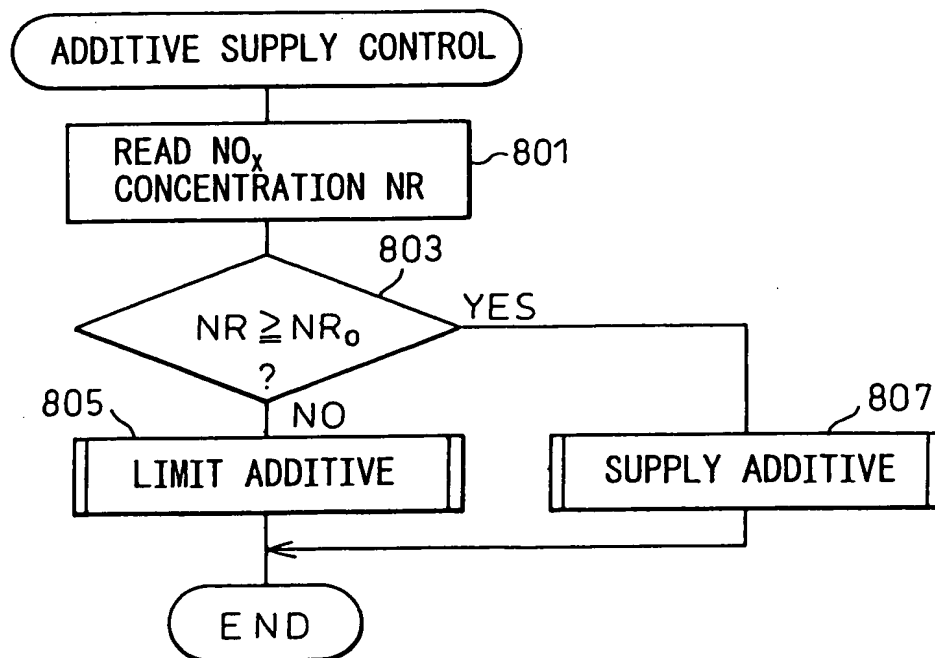 ADDITIVE SUPPLY CONTROL
READ NOx
CONCENTRATION NR
801
803
NR ≧ NR₀
?
YES
NO
805
LIMIT ADDITIVE
807
SUPPLY ADDITIVE
END